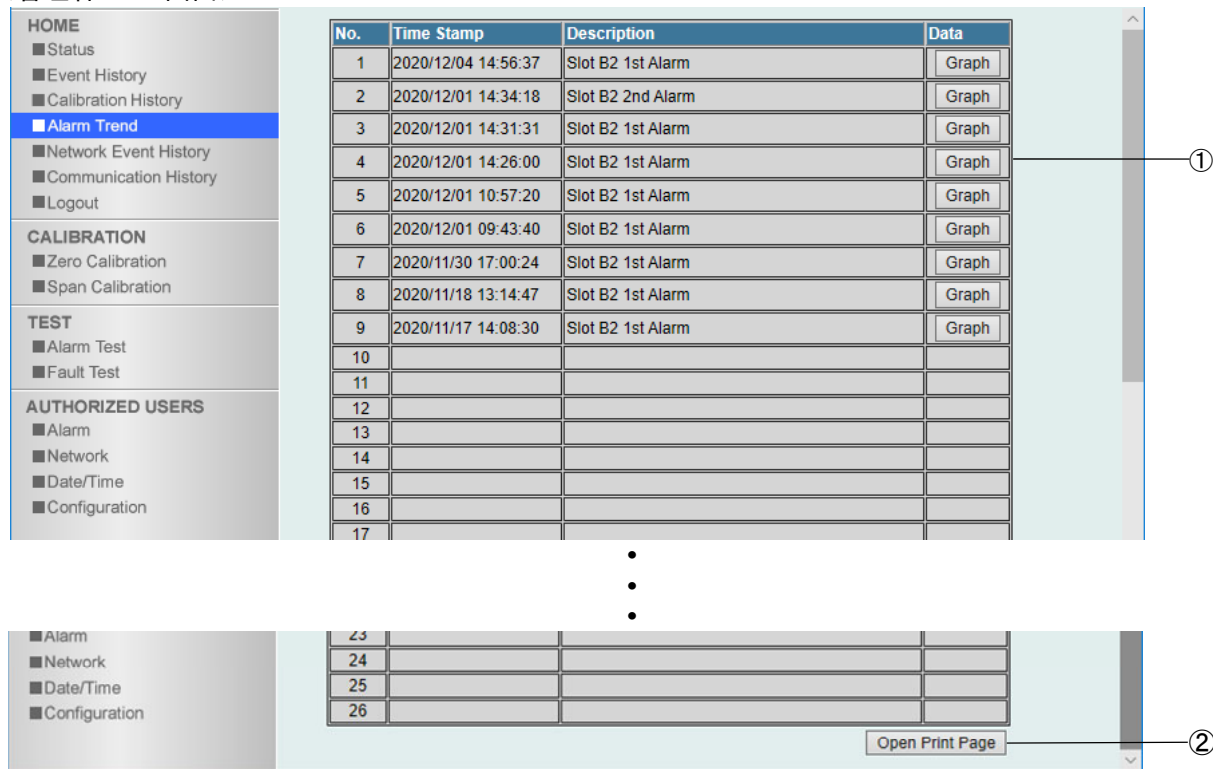 HOME
■Status
■Event History
■Calibration History
■Alarm Trend
■Network Event History
■Communication History
■Logout
CALIBRATION
■Zero Calibration
■Span Calibration
TEST
■Alarm Test
■Fault Test
AUTHORIZED USERS
■Alarm
■Network
■Date/Time
■Configuration
No. Time Stamp Description Data
1 2020/12/04 14:56:37 Slot B2 1st Alarm Graph
2 2020/12/01 14:34:18 Slot B2 2nd Alarm Graph
3 2020/12/01 14:31:31 Slot B2 1st Alarm Graph
4 2020/12/01 14:26:00 Slot B2 1st Alarm Graph
①
5 2020/12/01 10:57:20 Slot B2 1st Alarm Graph
6 2020/12/01 09:43:40 Slot B2 1st Alarm Graph
7 2020/11/30 17:00:24 Slot B2 1st Alarm Graph
8 2020/11/18 13:14:47 Slot B2 1st Alarm Graph
9 2020/11/17 14:08:30 Slot B2 1st Alarm Graph
10
11
12
13
14
15
16
17
•
•
•
■Alarm
■Network
■Date/Time
■Configuration
23
24
25
26
Open Print Page
②